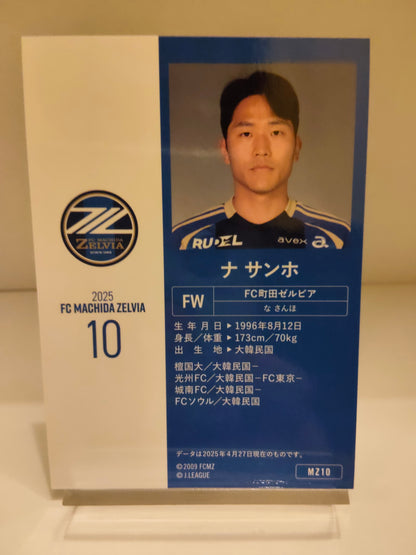 FC MACHIDA
ZELVIA
2025
FC MACHIDA ZELVIA
10
RUDEL
avex a
ナ サンホ
FW
FC町田ゼルビア
な さんほ
生年月日▶1996年8月12日
身長／体重▶173cm／70kg
出生地▶大韓民国
檀国大／大韓民国−
光州FC／大韓民国−FC東京−
城南FC／大韓民国−
FCソウル／大韓民国
データは2025年4月27日現在のものです。
©2009 FCMZ
©J.LEAGUE
MZ10